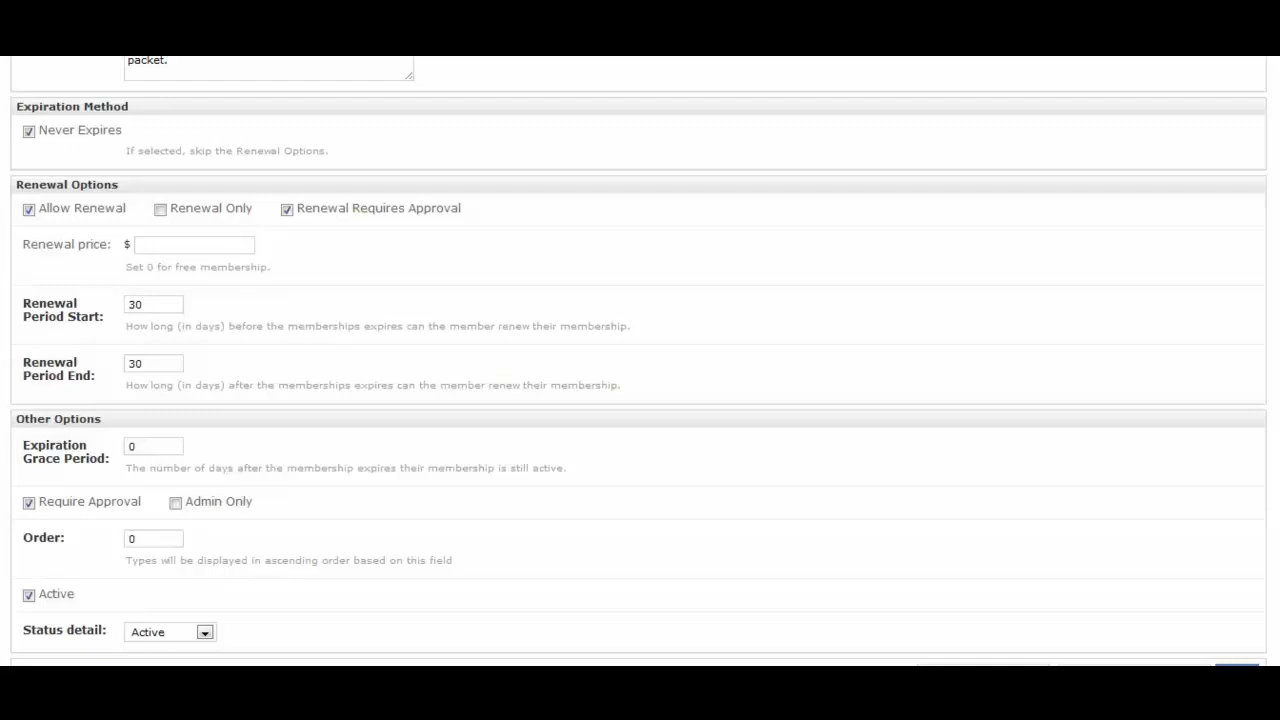 packet.
Expiration Method
Never Expires
If selected, skip the Renewal Options.
Renewal Options
Allow Renewal Renewal Only Renewal Requires Approval
Renewal price: $
Set 0 for free membership.
Renewal
Period Start: 30
How long (in days) before the memberships expires can the member renew their membership.
Renewal
Period End: 30
How long (in days) after the memberships expires can the member renew their membership.
Other Options
Expiration
Grace Period: 0
The number of days after the membership expires their membership is still active.
Require Approval Admin Only
Order: 0
Types will be displayed in ascending order based on this field
Active
Status detail: Active